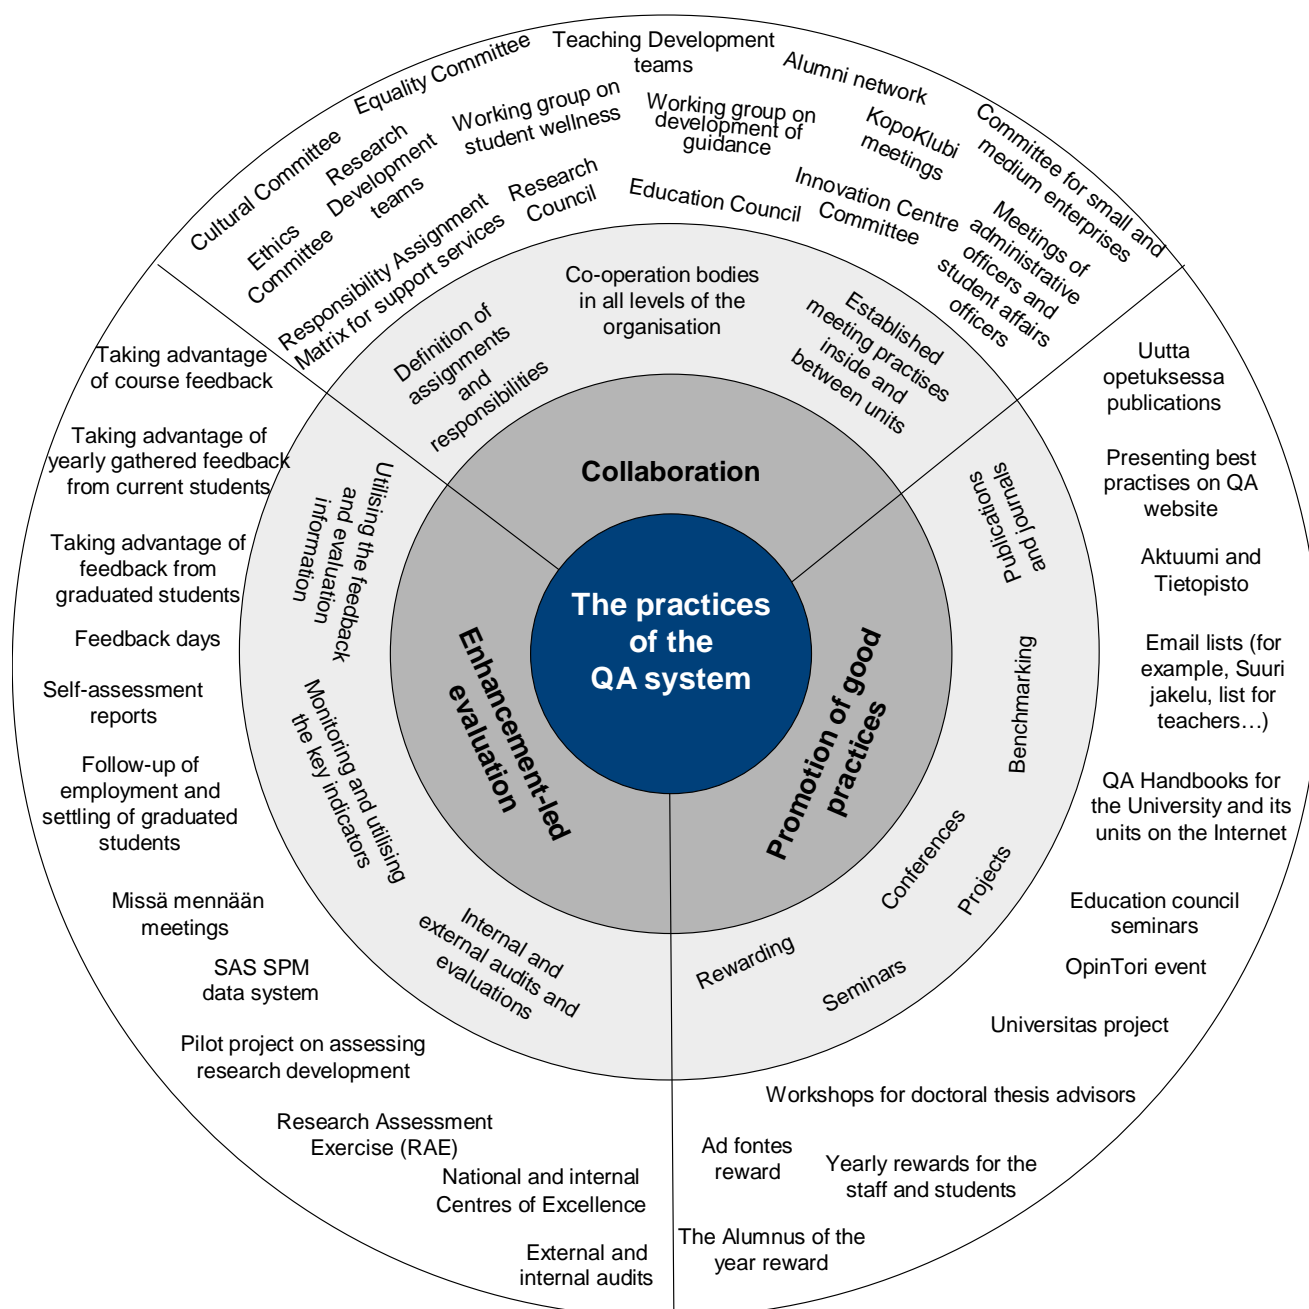 Teaching Development
teams
Equality Committee
Alumni network
Cultural Committee
Research
Development
teams
Working group on
student wellness
Working group on
development of
guidance
KopoKlubi
meetings
Committee for small and
medium enterprises
Ethics
Committee
Responsibility Assignment
Matrix for support services
Research
Council
Education Council
Innovation Centre
Committee
Meetings of
administrative
officers and
student affairs
officers
Definition of
assignments
and
responsibilities
Co-operation bodies
in all levels of the
organisation
Established
meeting practises
inside and
between units
Collaboration
The practices
of the
QA system
Enhancement-led
evaluation
Promotion of good
practices
Utilising the feedback
and evaluation
information
Monitoring and utilising
the key indicators
Internal and
external audits and
evaluations
Publications
and journals
Benchmarking
Projects
Conferences
Seminars
Rewarding
Taking advantage
of course feedback
Taking advantage of
yearly gathered feedback
from current students
Taking advantage of
feedback from
graduated students
Feedback days
Self-assessment
reports
Follow-up of
employment and
settling of graduated
students
Missä mennään
meetings
SAS SPM
data system
Pilot project on assessing
research development
Research Assessment
Exercise (RAE)
National and internal
Centres of Excellence
External and
internal audits
Uutta
opetuksessa
publications
Presenting best
practises on QA
website
Aktuumi and
Tietopisto
Email lists (for
example, Suuri
jakelu, list for
teachers…)
QA Handbooks for
the University and its
units on the Internet
Education council
seminars
OpinTori event
Universitas project
Workshops for doctoral thesis advisors
Ad fontes
reward
Yearly rewards for the
staff and students
The Alumnus of the
year reward